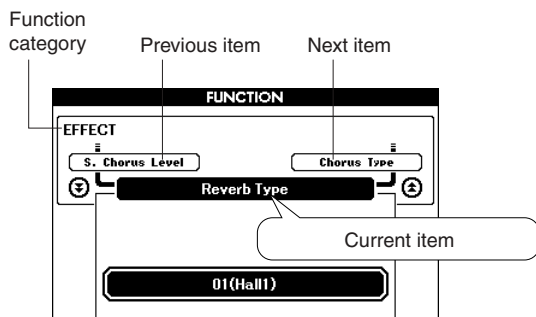 Function
category
Previous item
Next item
FUNCTION
EFFECT
S. Chorus Level
Chorus Type
Reverb Type
Current item
01(Hall1)